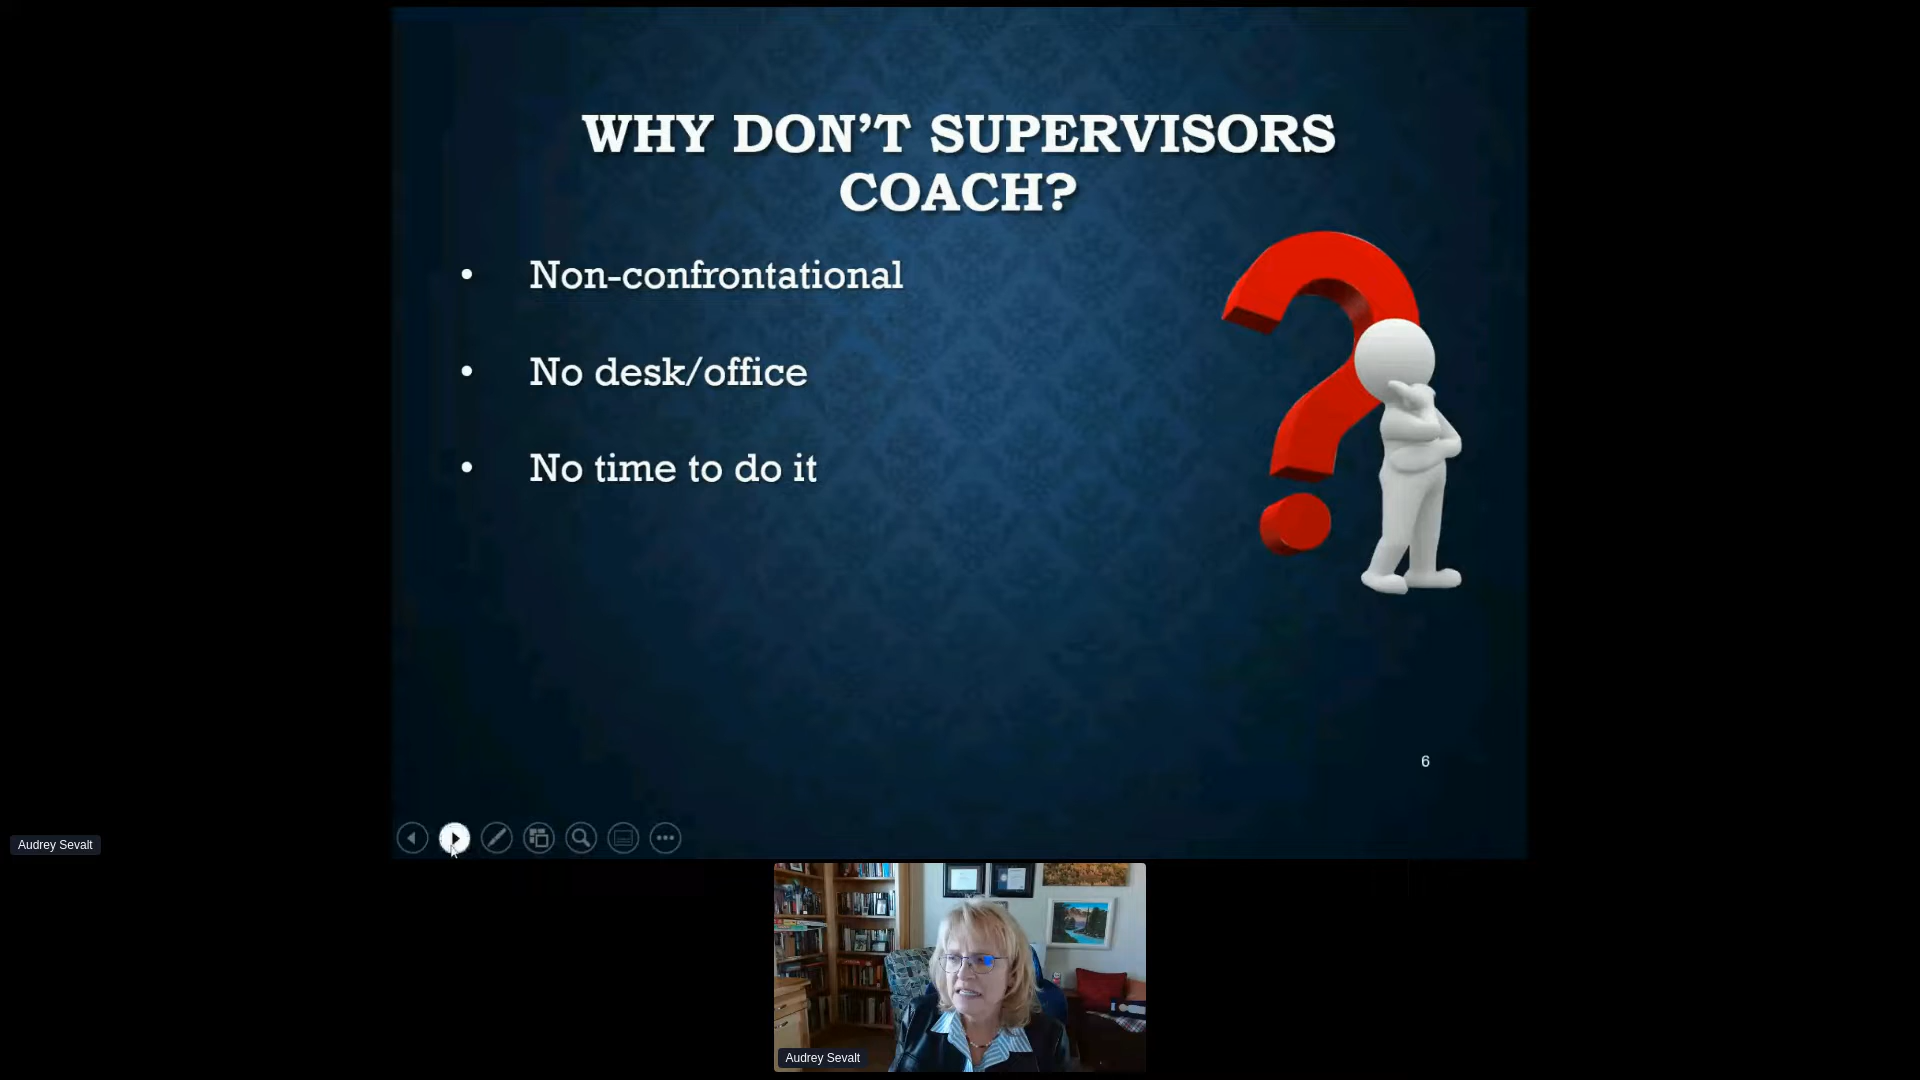 WHY DON’T SUPERVISORS
COACH?
• Non-confrontational
• No desk/office
• No time to do it
6
Audrey Sevalt
Audrey Sevalt